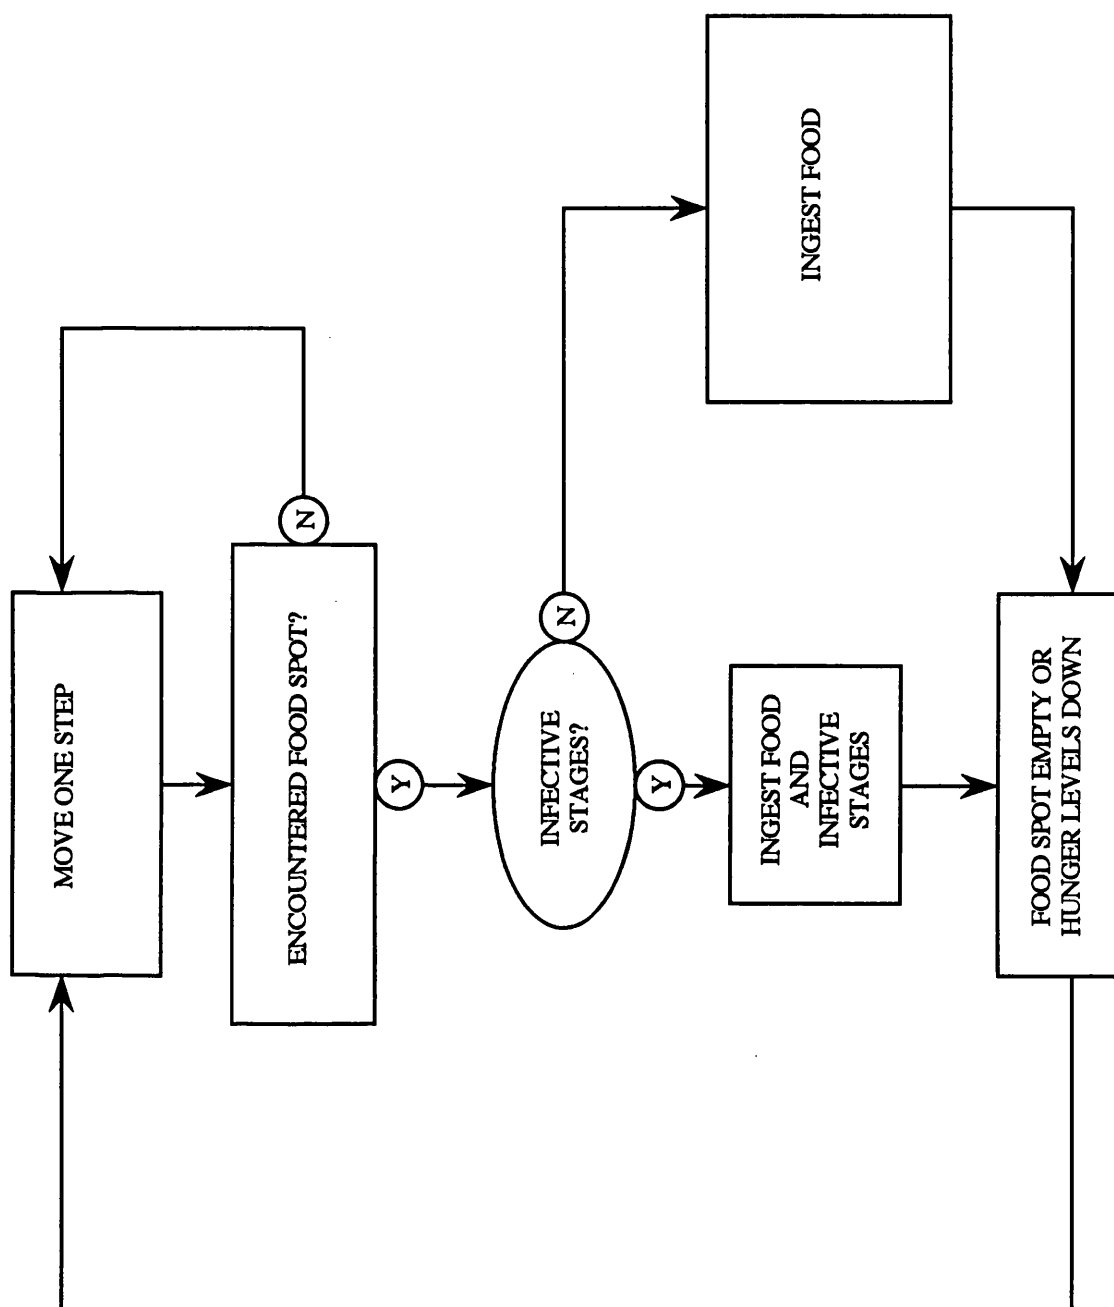 MOVE ONE STEP
ENCOUNTERED FOOD SPOT?
N
Y
INFECTIVE
STAGES?
N
Y
INGEST FOOD
INGEST FOOD
AND
INFECTIVE
STAGES
FOOD SPOT EMPTY OR
HUNGER LEVELS DOWN